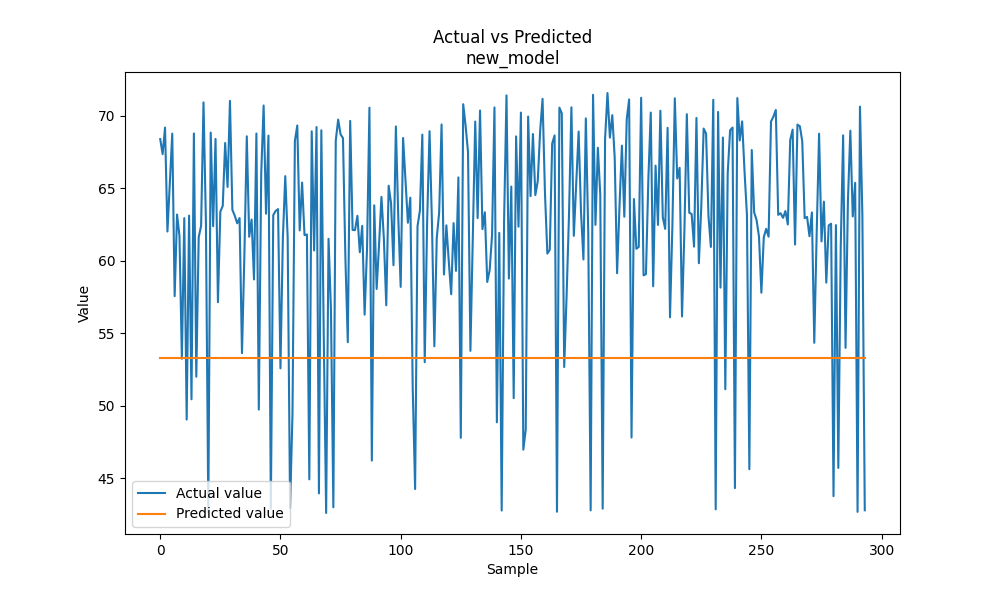 Actual vs Predicted
new_model
Value
70
65
60
55
50
45
Actual value
Predicted value
0
50
100
150
200
250
300
Sample